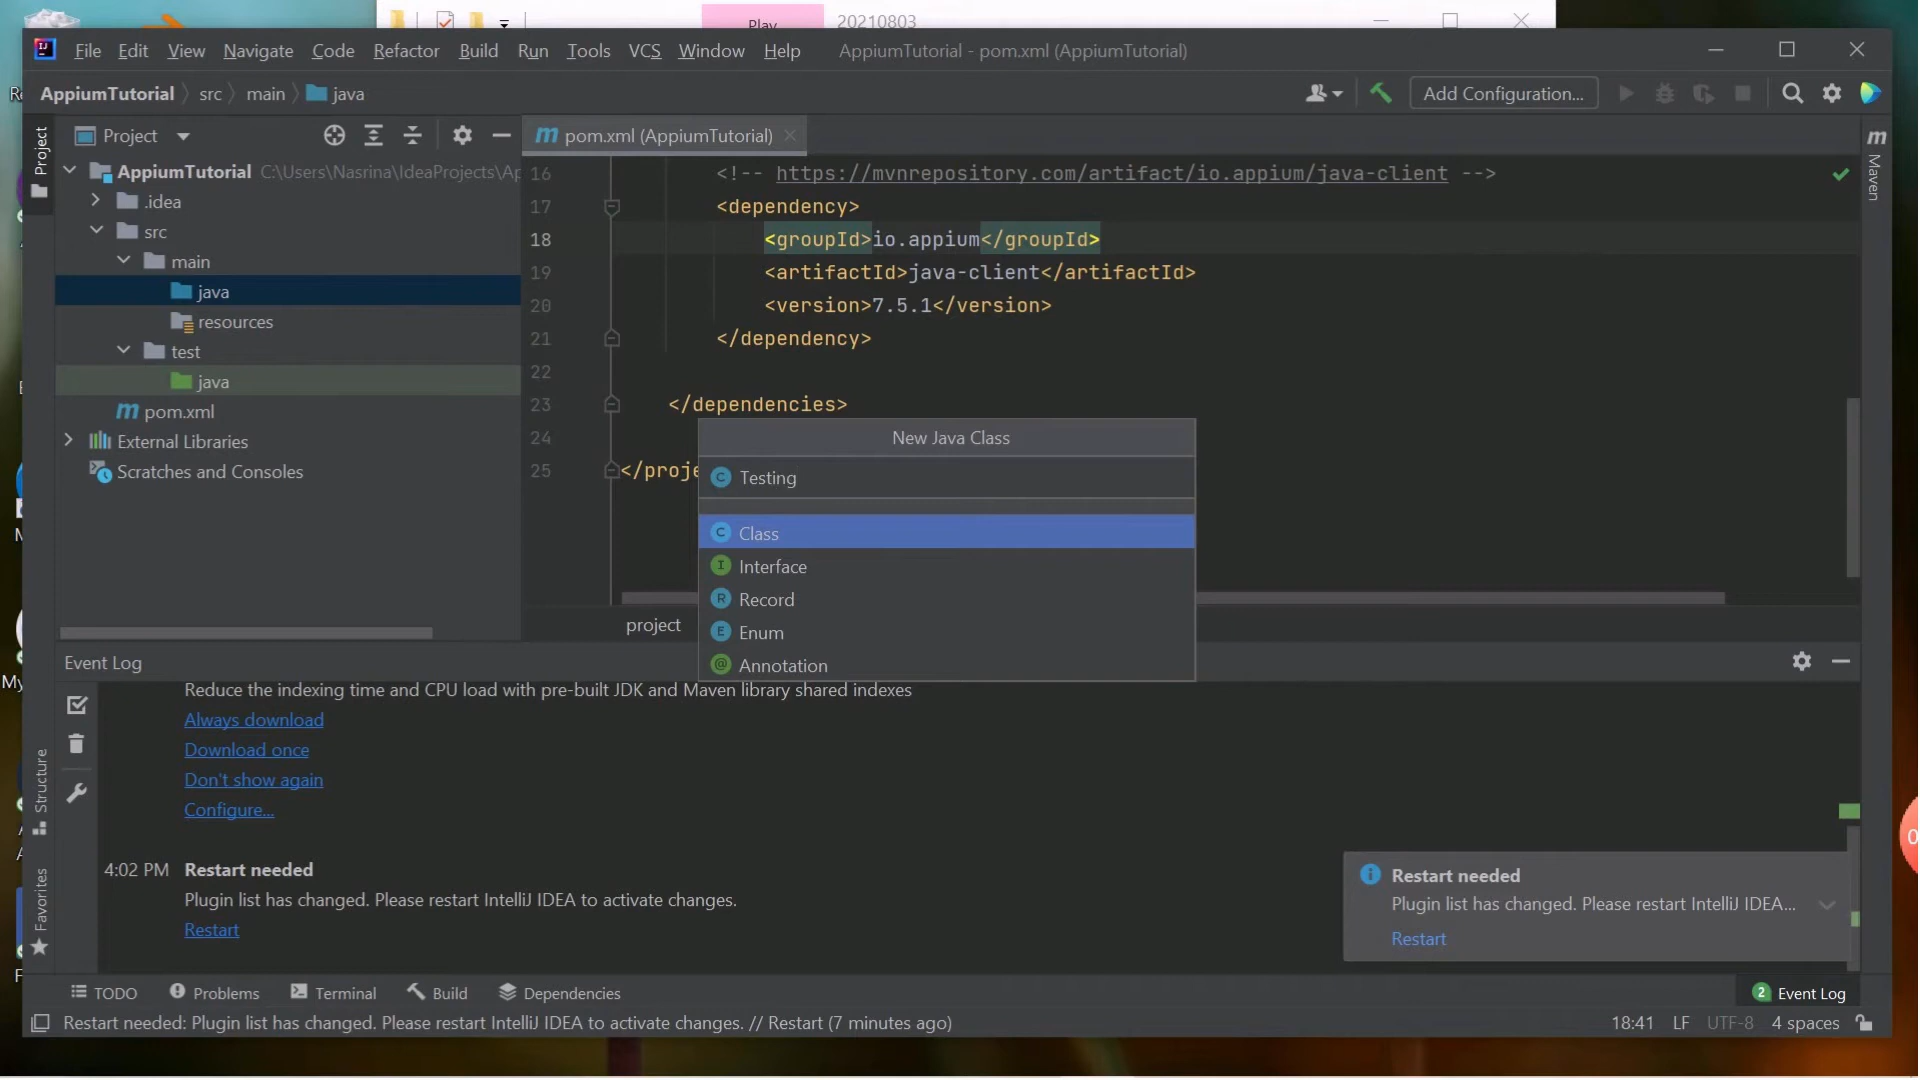 Play
20210803
File Edit View Navigate Code Refactor Build Run Tools VCS Window Help AppiumTutorial - pom.xml (AppiumTutorial)
AppiumTutorial src main java
Add Configuration...
Project
pom.xml (AppiumTutorial)
Project
Maven
AppiumTutorial C:\Users\Nasrina\IdeaProjects\Ap
.idea
src
main
java
resources
test
java
pom.xml
External Libraries
Scratches and Consoles
16 <!-- https://mvnrepository.com/artifact/io.appium/java-client -->
17 <dependency>
18 <groupId>io.appium</groupId>
19 <artifactId>java-client</artifactId>
20 <version>7.5.1</version>
21 </dependency>
22
23 </dependencies>
24
25 </proje
New Java Class
Testing
Class
Interface
Record
Enum
Annotation
project
Event Log
Reduce the indexing time and CPU load with pre-built JDK and Maven library shared indexes
Always download
Download once
Don't show again
Configure...
4:02 PM Restart needed
Plugin list has changed. Please restart IntelliJ IDEA to activate changes.
Restart
Structure
Favorites
Restart needed
Plugin list has changed. Please restart IntelliJ IDEA...
Restart
TODO Problems Terminal Build Dependencies
2 Event Log
Restart needed: Plugin list has changed. Please restart IntelliJ IDEA to activate changes. // Restart (7 minutes ago)
18:41 LF UTF-8 4 spaces